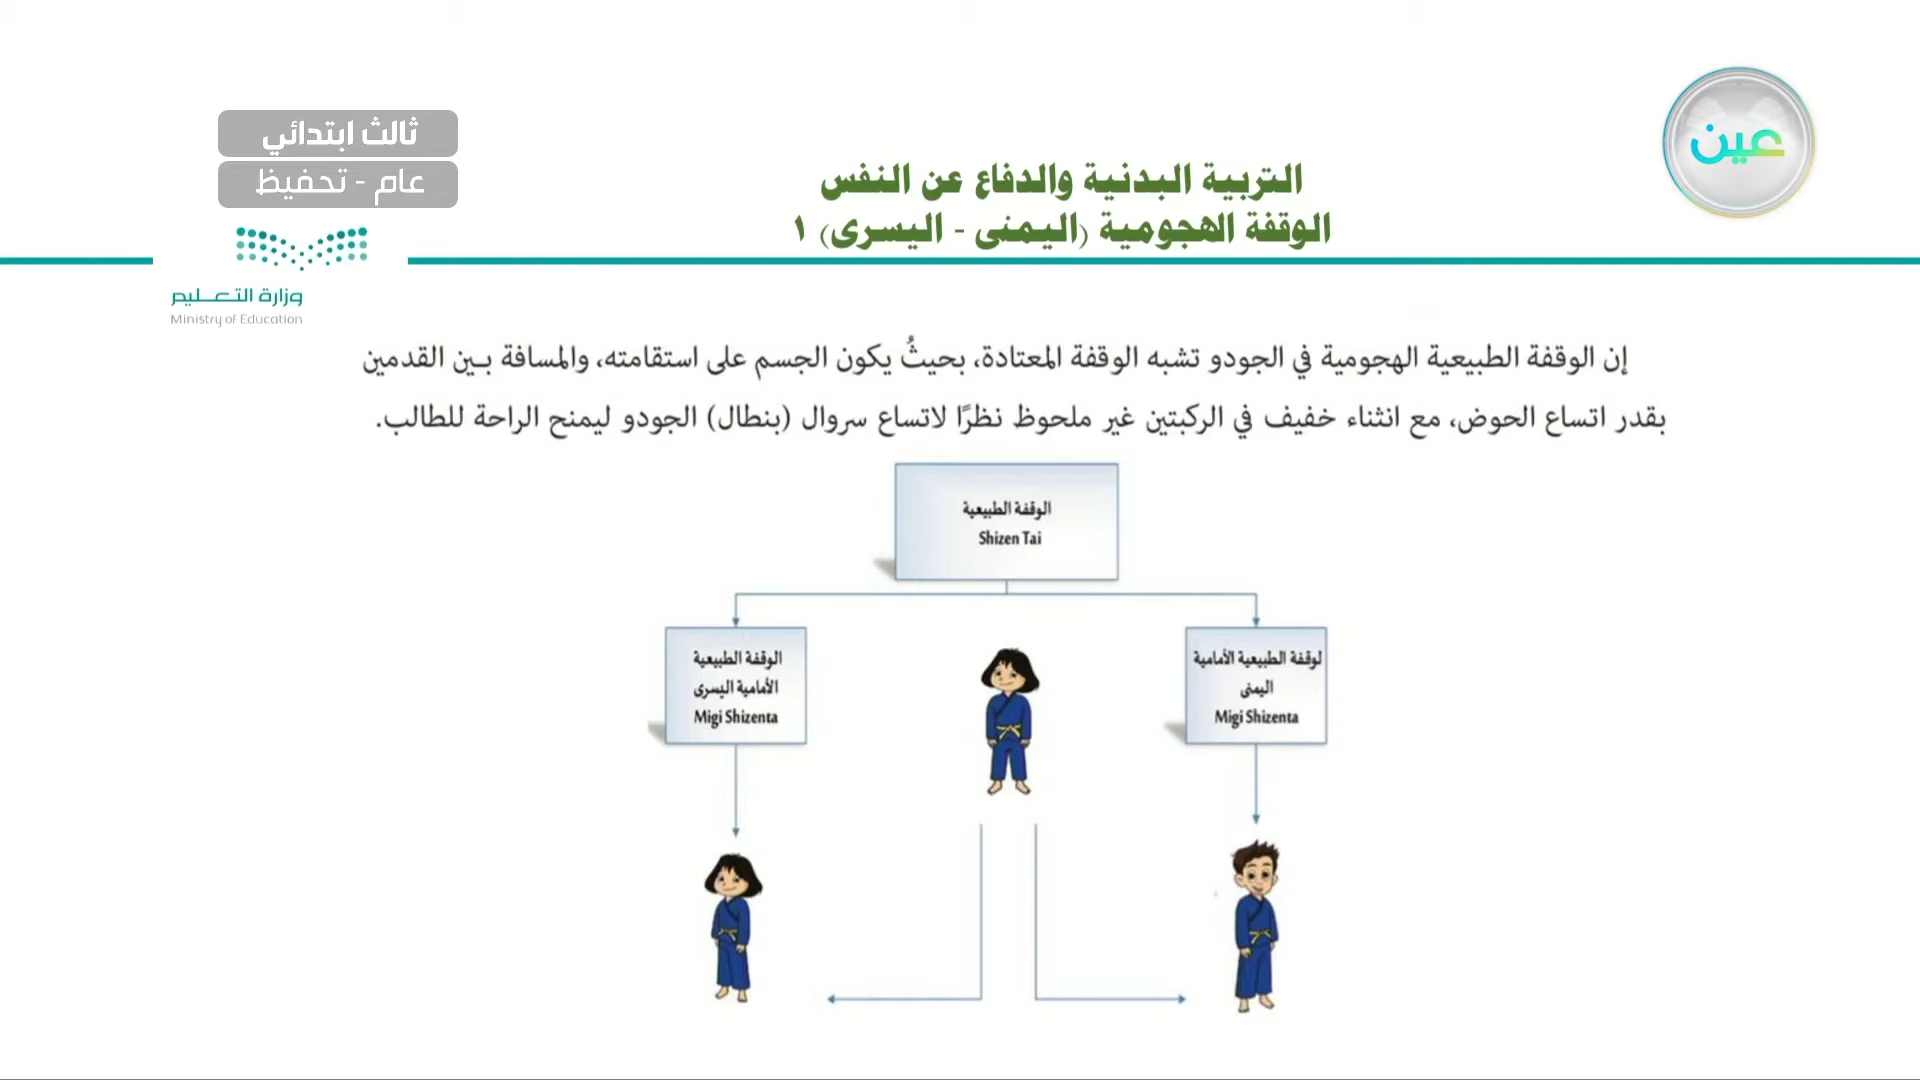 عين
ثالث ابتدائي
عام - تحفيظ
التربية البدنية والدفاع عن النفس
الوقفة الهجومية (اليمنى - اليسرى) ١
وزارة التعليم
Ministry of Education
إن الوقفة الطبيعية الهجومية في الجودو تشبه الوقفة المعتادة، بحيثُ يكون الجسم على استقامته، والمسافة بين القدمين
بقدر اتساع الحوض، مع انثناء خفيف في الركبتين غير ملحوظ نظرًا لاتساع سروال (بنطال) الجودو ليمنح الراحة للطالب.
الوقفة الطبيعية
Shizen Tai
لوقفة الطبيعية الأمامية
اليمنى
Migi Shizenta
الوقفة الطبيعية
الأمامية اليسرى
Migi Shizenta